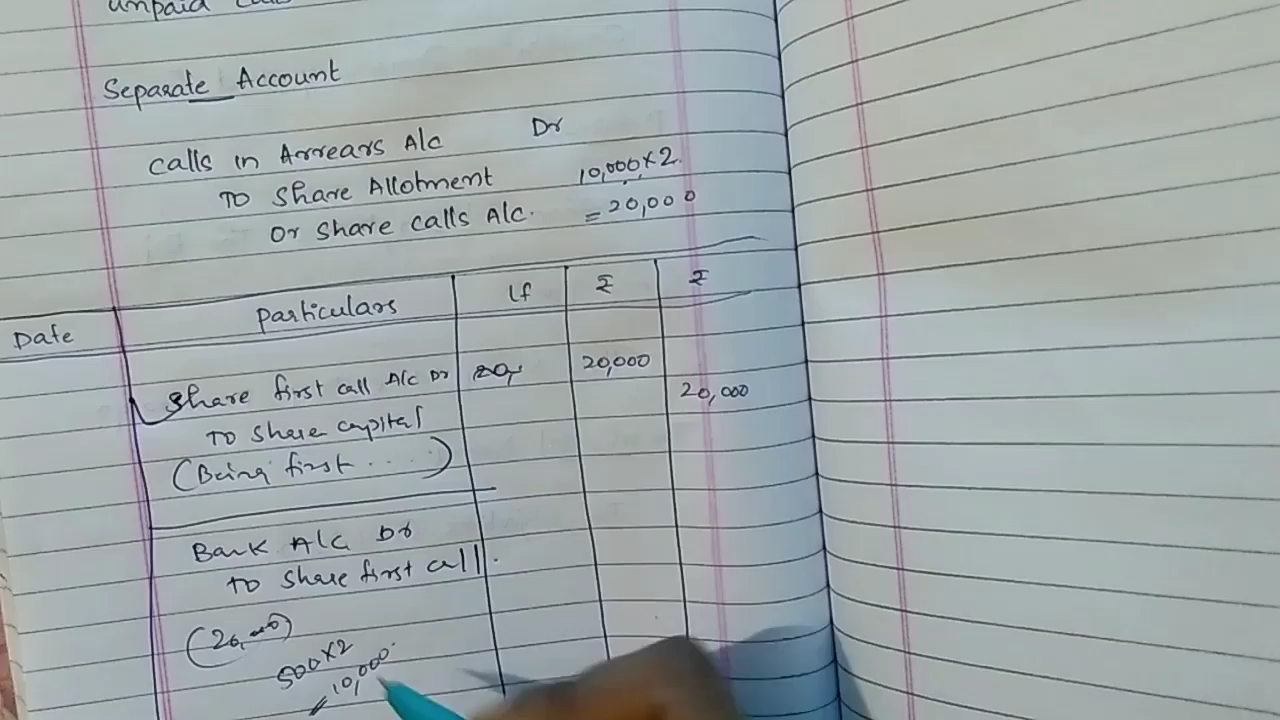 unpaid
Separate Account
calls in Arrears A/c Dr
To Share Allotment 10,000×2
Or Share calls A/c. = 20,000
Date Particulars lf ₹ ₹
Share first call A/c Dr 20,000
To Share capital 20,000
(Being first ....)
Bank A/c Dr
To Share first call.
500×2
= 10,000